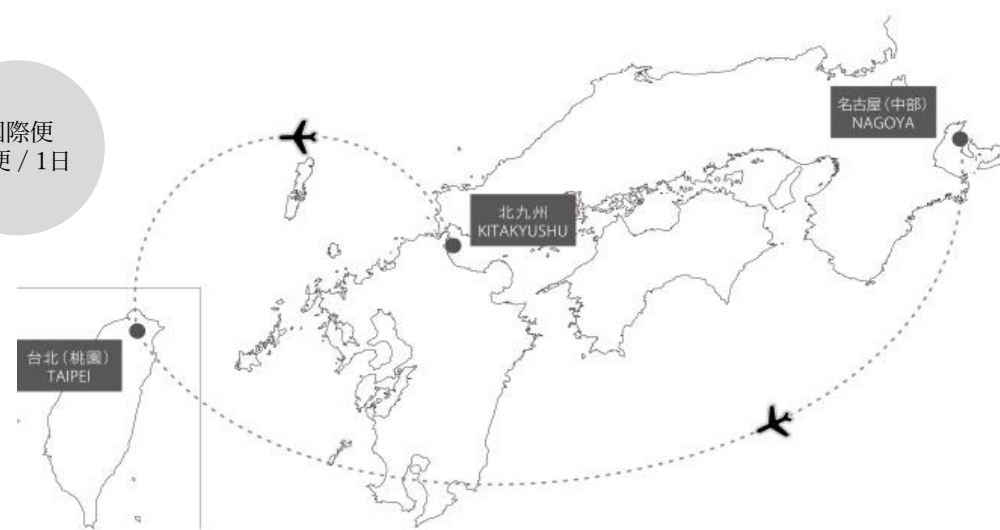 国際便
便 / 1日
名古屋（中部）
NAGOYA
北九州
KITAKYUSHU
台北（桃園）
TAIPEI